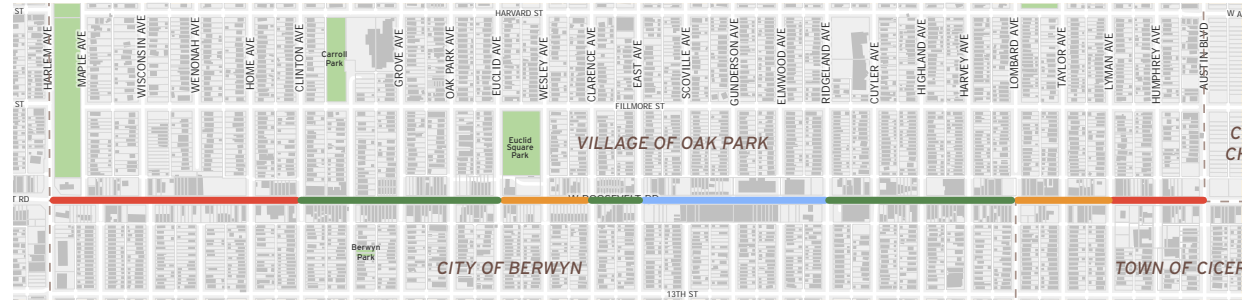 ST
HARVARD ST
W A
HARLEM AVE
MAPLE AVE
WISCONSIN AVE
WENONAH AVE
HOME AVE
CLINTON AVE
Carroll
Park
GROVE AVE
OAK PARK AVE
EUCLID AVE
WESLEY AVE
CLARENCE AVE
EAST AVE
SCOVILLE AVE
GUNDERSON AVE
ELMWOOD AVE
RIDGELAND AVE
CUYLER AVE
HIGHLAND AVE
HARVEY AVE
LOMBARD AVE
TAYLOR AVE
LYMAN AVE
HUMPHREY AVE
AUSTIN BLVD
ST
FILLMORE ST
Euclid
Square
Park
VILLAGE OF OAK PARK
C
CH
T RD
W ROOSEVELT RD
Berwyn
Park
CITY OF BERWYN
TOWN OF CICER
13TH ST